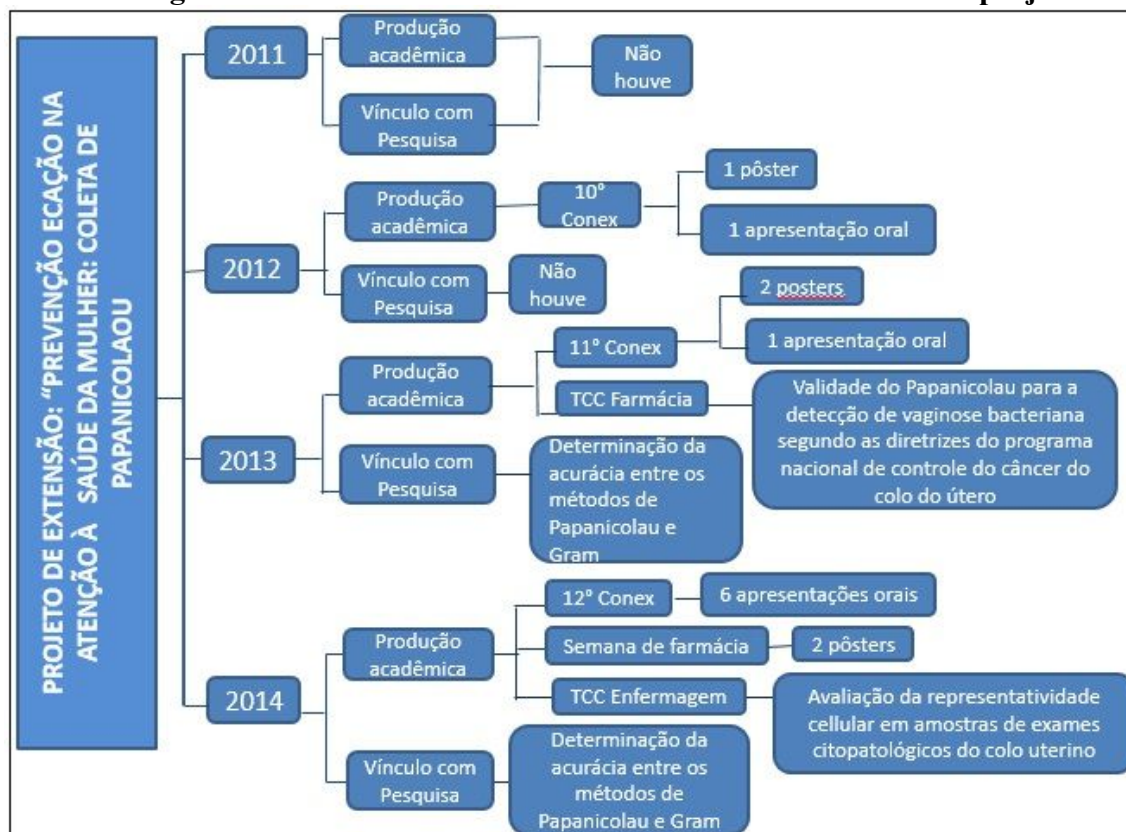 PROJETO DE EXTENSÃO: “PREVENÇÃO ECAÇÃO NA
ATENÇÃO À SAÚDE DA MULHER: COLETA DE
PAPANICOLAOU
2011
Produção
acadêmica
Vínculo com
Pesquisa
Não
houve
2012
Produção
acadêmica
10º
Conex
1 pôster
1 apresentação oral
Vínculo com
Pesquisa
Não
houve
2013
Produção
acadêmica
11º Conex
2 posters
1 apresentação oral
TCC Farmácia
Validade do Papanicolau para a
detecção de vaginose bacteriana
segundo as diretrizes do programa
nacional de controle do câncer do
colo do útero
Vínculo com
Pesquisa
Determinação da
acurácia entre os
métodos de
Papanicolau e
Gram
2014
Produção
acadêmica
12º Conex
6 apresentações orais
Semana de farmácia
2 pôsters
TCC Enfermagem
Avaliação da representatividade
cellular em amostras de exames
citopatológicos do colo uterino
Vínculo com
Pesquisa
Determinação da
acurácia entre os
métodos de
Papanicolau e Gram